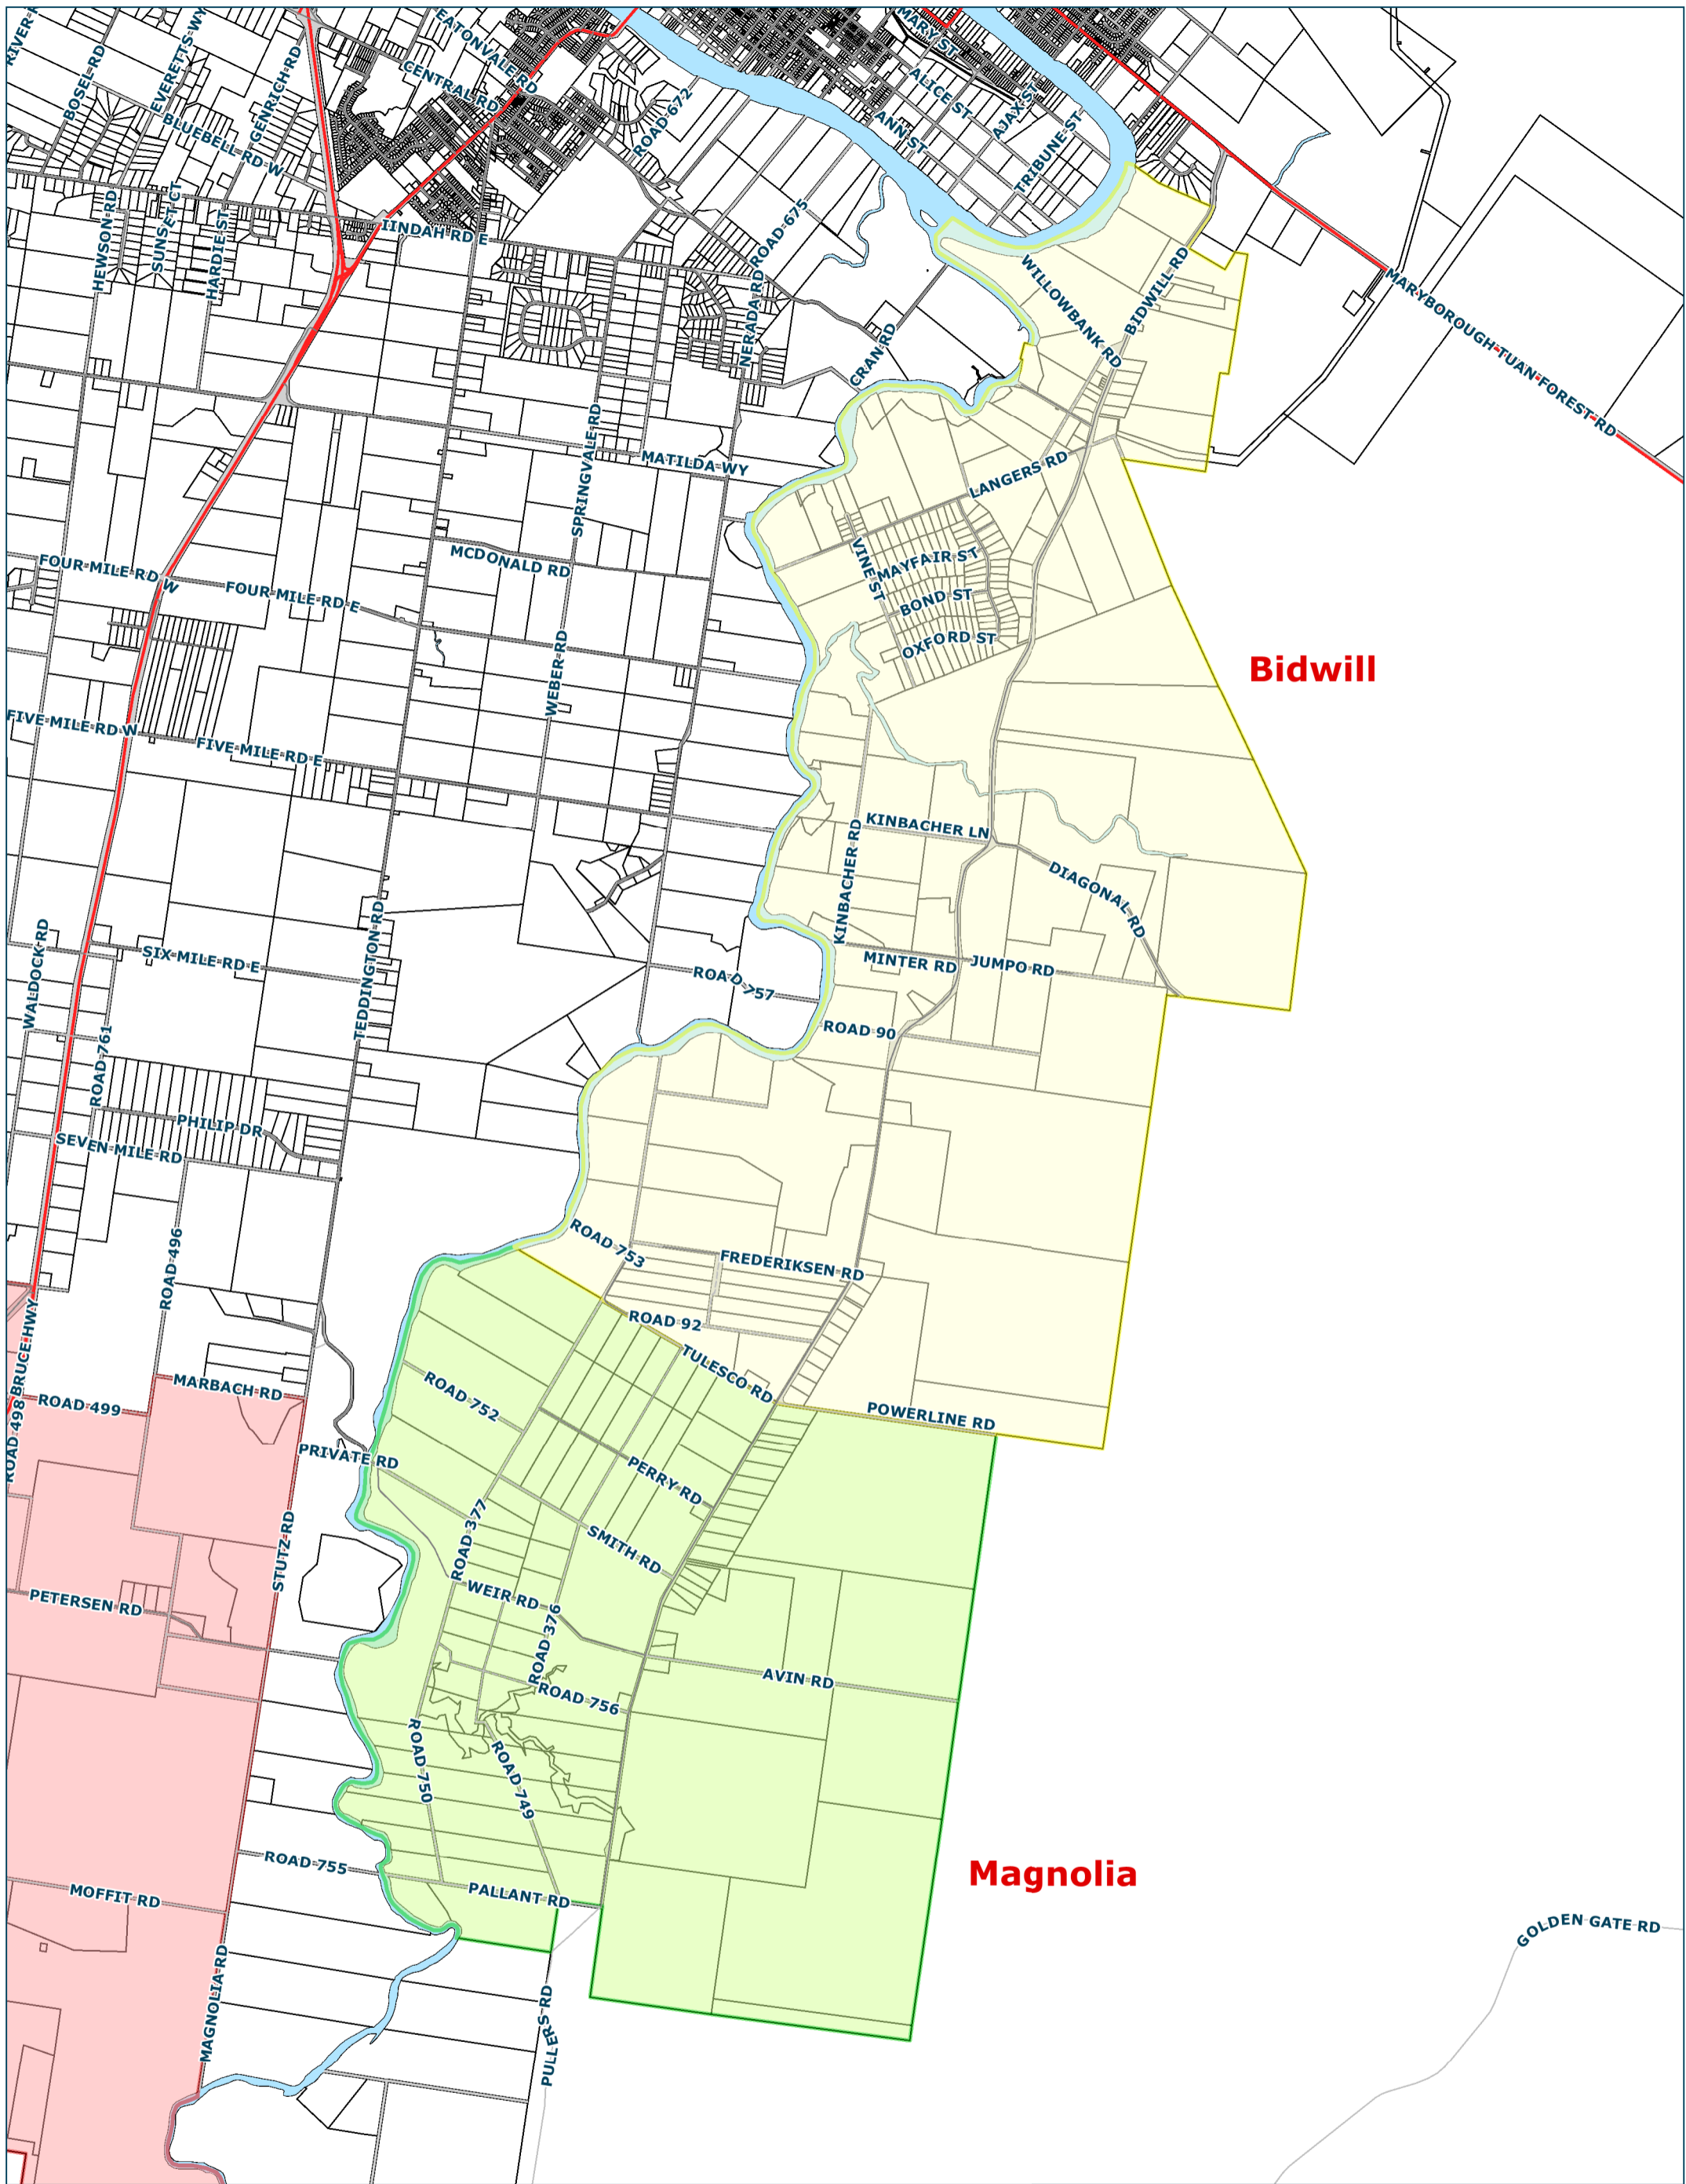 RIVER
BOSEL RD
EVERETTS WY
GENRICH RD
EATONVALE RD
CENTRAL RD
BLUEBELL RD W
ROAD 672
MARY ST
ALICE ST
AJAX ST
ANN ST
TRIBUNE ST
HEWSON RD
SUNSET CT
HARDIE ST
IINDAH RD E
NERADA RD
ROAD 675
CRAN RD
WILLOWBANK RD
BIDWILL RD
MARYBOROUGH-TUAN FOREST RD
SPRINGVALE RD
MATILDA WY
LANGERS RD
FOUR MILE RD W
FOUR MILE RD E
MCDONALD RD
VINE ST
MAYFAIR ST
BOND ST
OXFORD ST
WEBER RD
Bidwill
FIVE MILE RD W
FIVE MILE RD E
KINBACHER RD
KINBACHER LN
DIAGONAL RD
WALDOCK RD
SIX MILE RD E
TEDDINGTON RD
ROAD 757
MINTER RD
JUMPO RD
ROAD 90
ROAD 761
PHILIP DR
SEVEN MILE RD
ROAD 496
ROAD 753
FREDERIKSEN RD
ROAD 92
TULESCO RD
BRUCE HWY
MARBACH RD
ROAD 499
ROAD 498
ROAD 752
POWERLINE RD
PRIVATE RD
PERRY RD
ROAD 377
SMITH RD
STUTZ RD
PETERSEN RD
WEIR RD
ROAD 376
AVIN RD
ROAD 756
ROAD 750
ROAD 749
ROAD 755
PALLANT RD
MOFFIT RD
Magnolia
GOLDEN GATE RD
MAGNOLIA RD
PULLERS RD